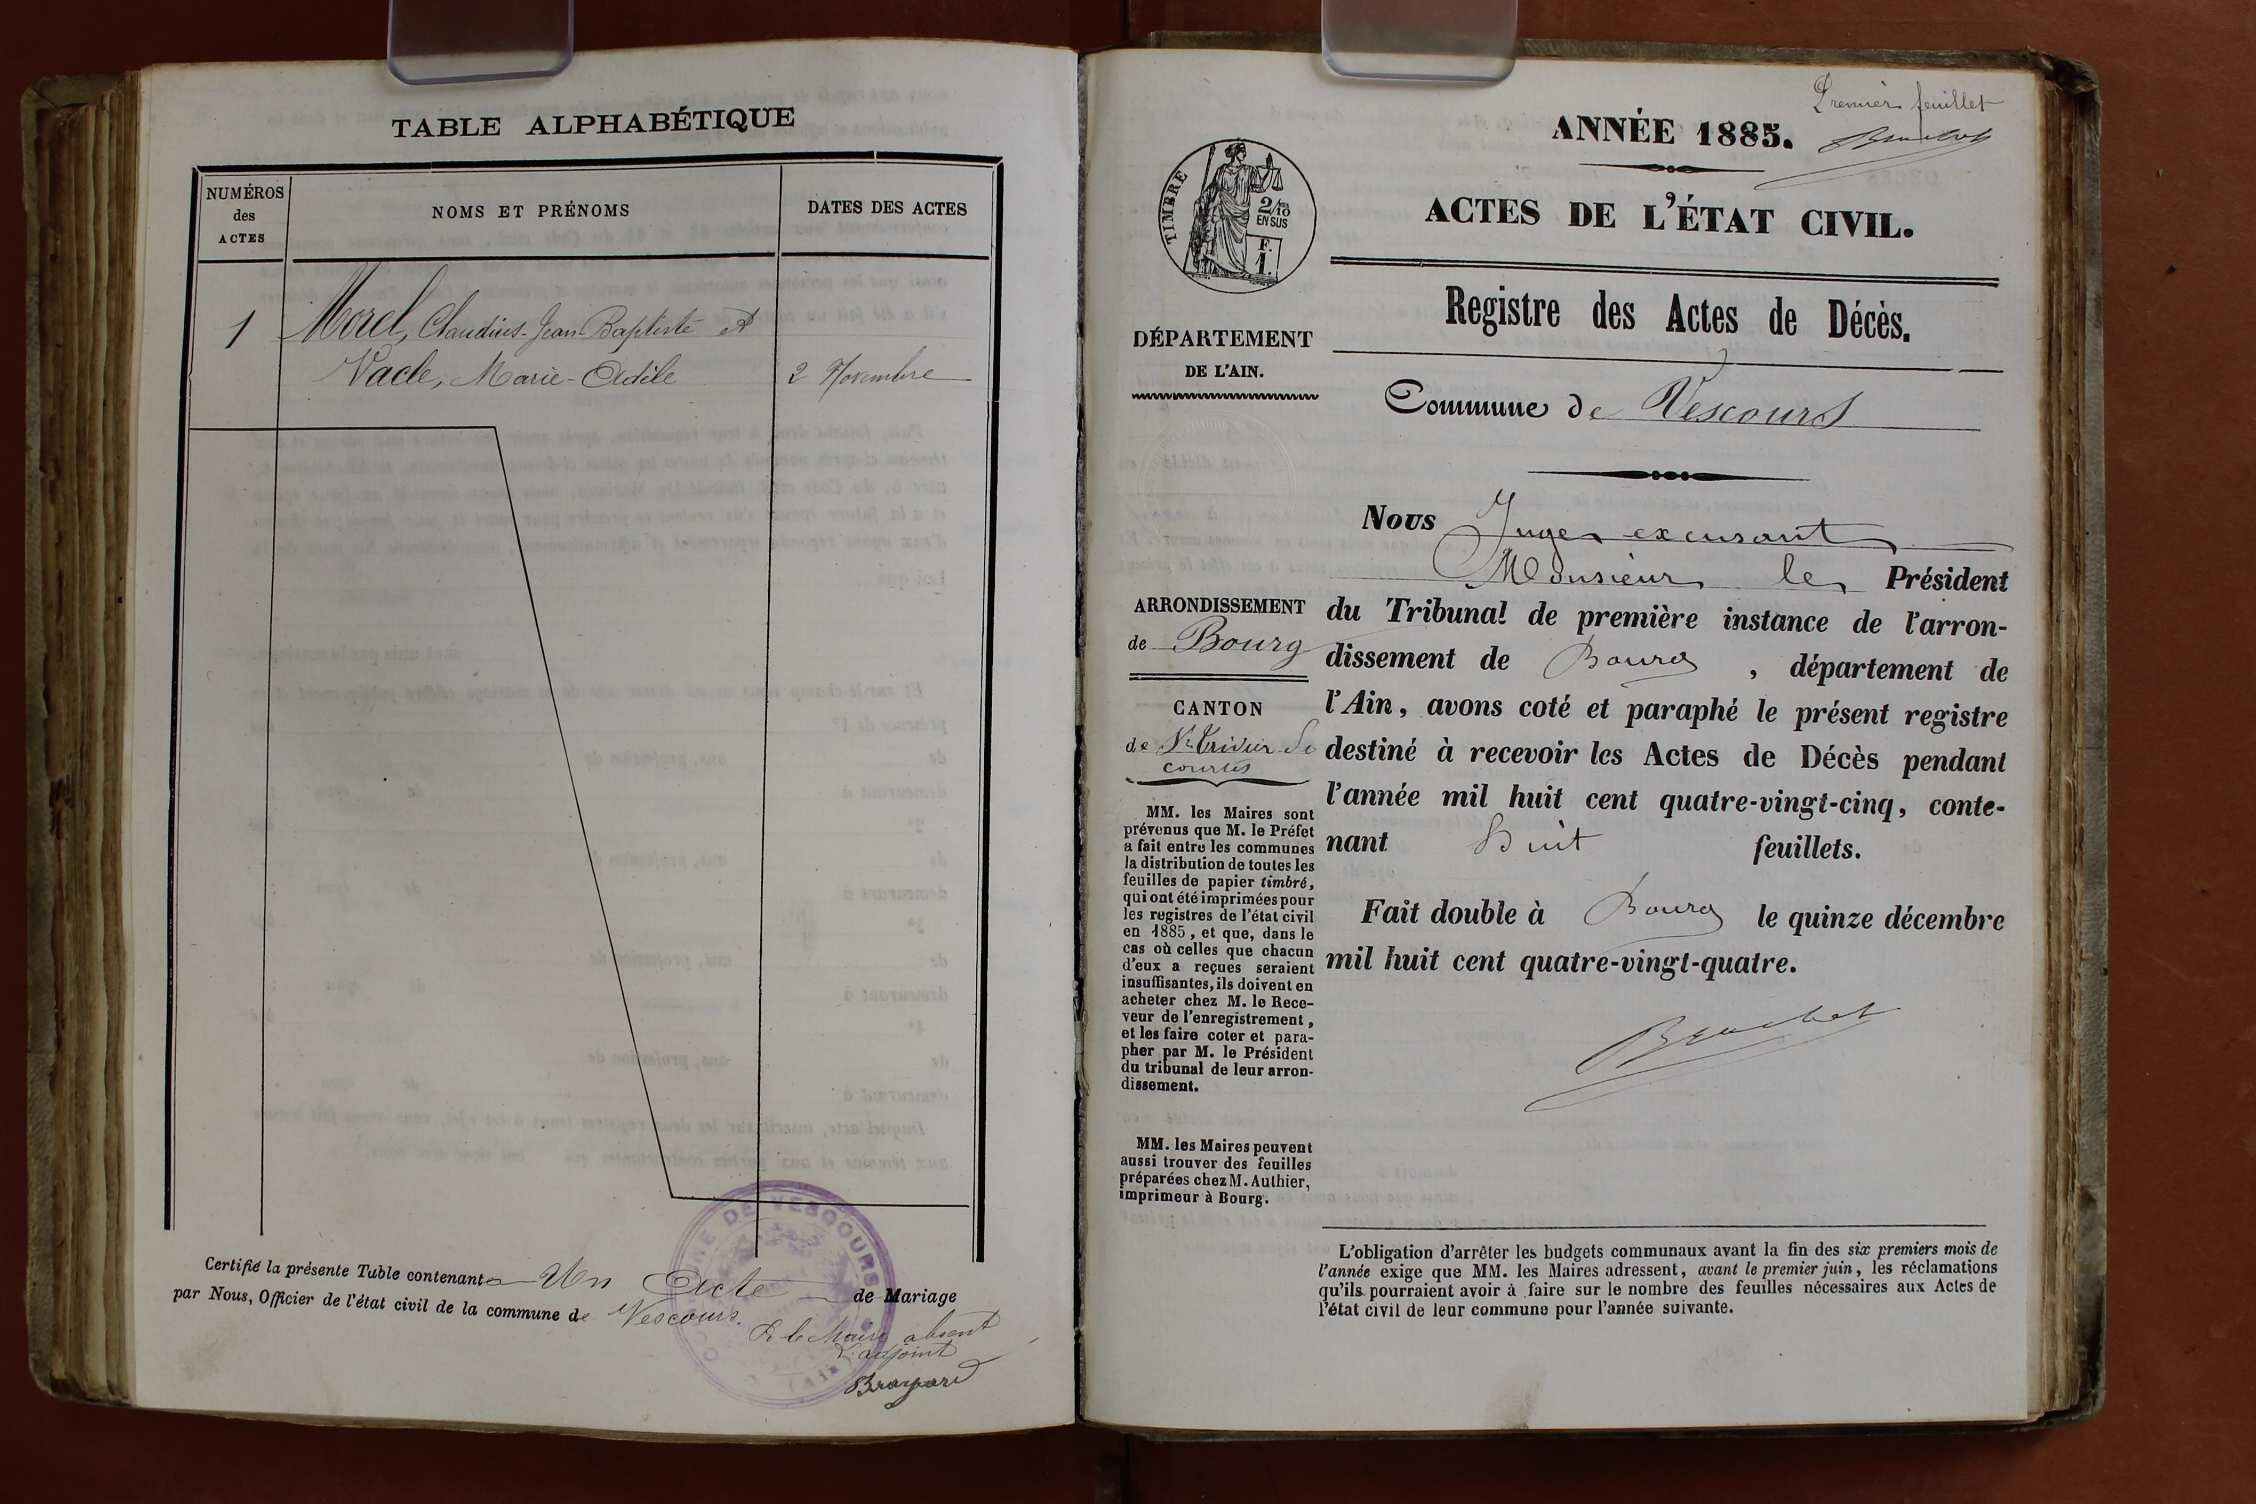 TABLE ALPHABÉTIQUE
NUMÉROS
des
ACTES
NOMS ET PRÉNOMS
DATES DES ACTES
1
Morel, Claudius-Jean-Baptiste et
Vacle, Marie-Adèle
2 Novembre
Certifié la présente Table contenant Un Acte de Mariage
par Nous, Officier de l'état civil de la commune de Vescours.
COMMUNE DE VESCOURS
(Ain)
P. le Maire absent
L'adjoint
Brayard
Premier feuillet
ANNÉE 1885.
ACTES DE L'ÉTAT CIVIL.
TIMBRE
2/10
EN SUS
F.
1.
Registre des Actes de Décès.
DÉPARTEMENT
DE L'AIN.
Commune de Vescours
ARRONDISSEMENT
de Bourg
CANTON
de St Trivier de
courtes
MM. les Maires sont
prévenus que M. le Préfet
a fait entre les communes
la distribution de toutes les
feuilles de papier timbré,
qui ont été imprimées pour
les registres de l'état civil
en 1885, et que, dans le
cas où celles que chacun
d'eux a reçues seraient
insuffisantes, ils doivent en
acheter chez M. le Rece-
veur de l'enregistrement,
et les faire coter et para-
pher par M. le Président
du tribunal de leur arron-
dissement.
MM. les Maires peuvent
aussi trouver des feuilles
préparées chez M. Authier,
imprimeur à Bourg.
Nous Juge excusant
Monsieur le Président
du Tribunal de première instance de l'arron-
dissement de Bourg, département de
l'Ain, avons coté et paraphé le présent registre
destiné à recevoir les Actes de Décès pendant
l'année mil huit cent quatre-vingt-cinq, conte-
nant huit feuillets.
Fait double à Bourg le quinze décembre
mil huit cent quatre-vingt-quatre.
L'obligation d'arrêter les budgets communaux avant la fin des six premiers mois de
l'année exige que MM. les Maires adressent, avant le premier juin, les réclamations
qu'ils pourraient avoir à faire sur le nombre des feuilles nécessaires aux Actes de
l'état civil de leur commune pour l'année suivante.